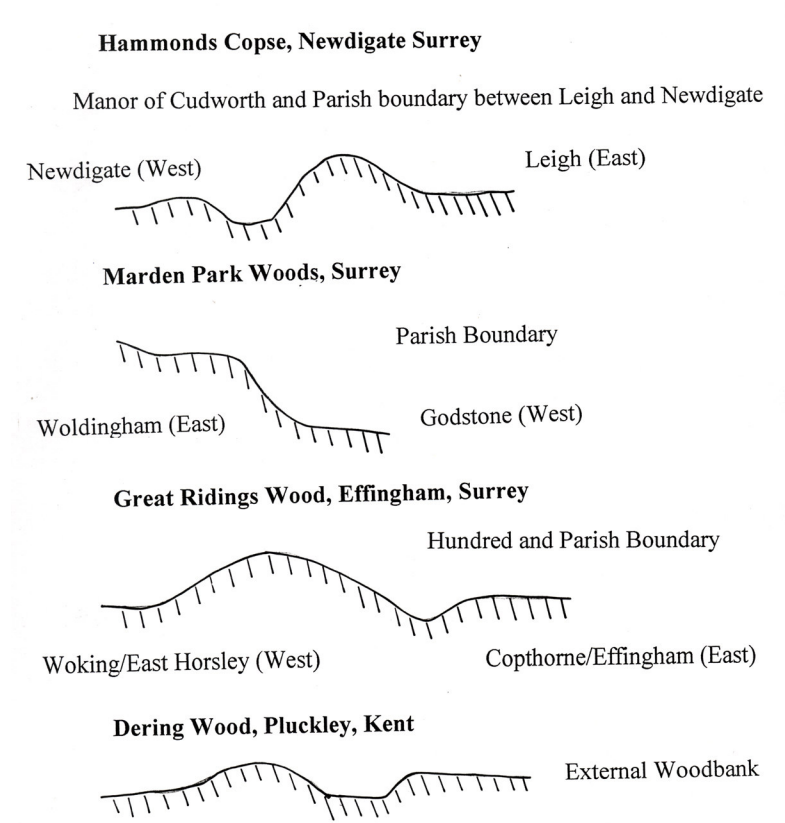 Hammonds Copse, Newdigate Surrey
Manor of Cudworth and Parish boundary between Leigh and Newdigate
Newdigate (West)
Leigh (East)
Marden Park Woods, Surrey
Parish Boundary
Woldingham (East)
Godstone (West)
Great Ridings Wood, Effingham, Surrey
Hundred and Parish Boundary
Woking/East Horsley (West)
Copthorne/Effingham (East)
Dering Wood, Pluckley, Kent
External Woodbank